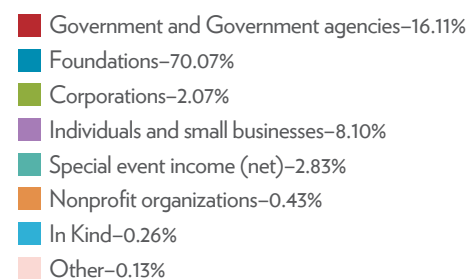 Government and Government agencies–16.11%
Foundations–70.07%
Corporations–2.07%
Individuals and small businesses–8.10%
Special event income (net)–2.83%
Nonprofit organizations–0.43%
In Kind–0.26%
Other–0.13%